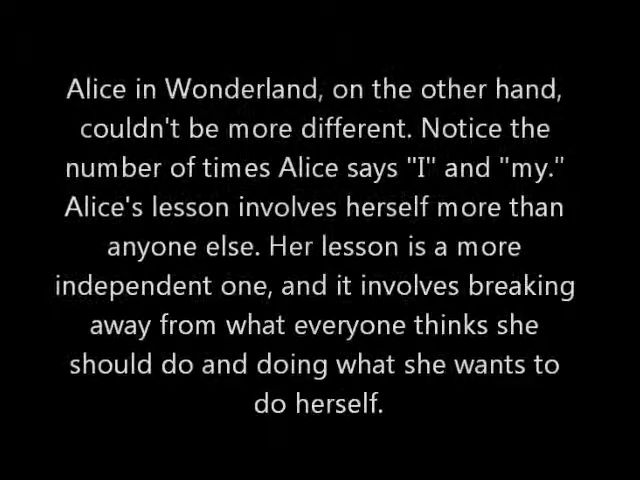 Alice in Wonderland, on the other hand,
couldn't be more different. Notice the
number of times Alice says "I" and "my."
Alice's lesson involves herself more than
anyone else. Her lesson is a more
independent one, and it involves breaking
away from what everyone thinks she
should do and doing what she wants to
do herself.